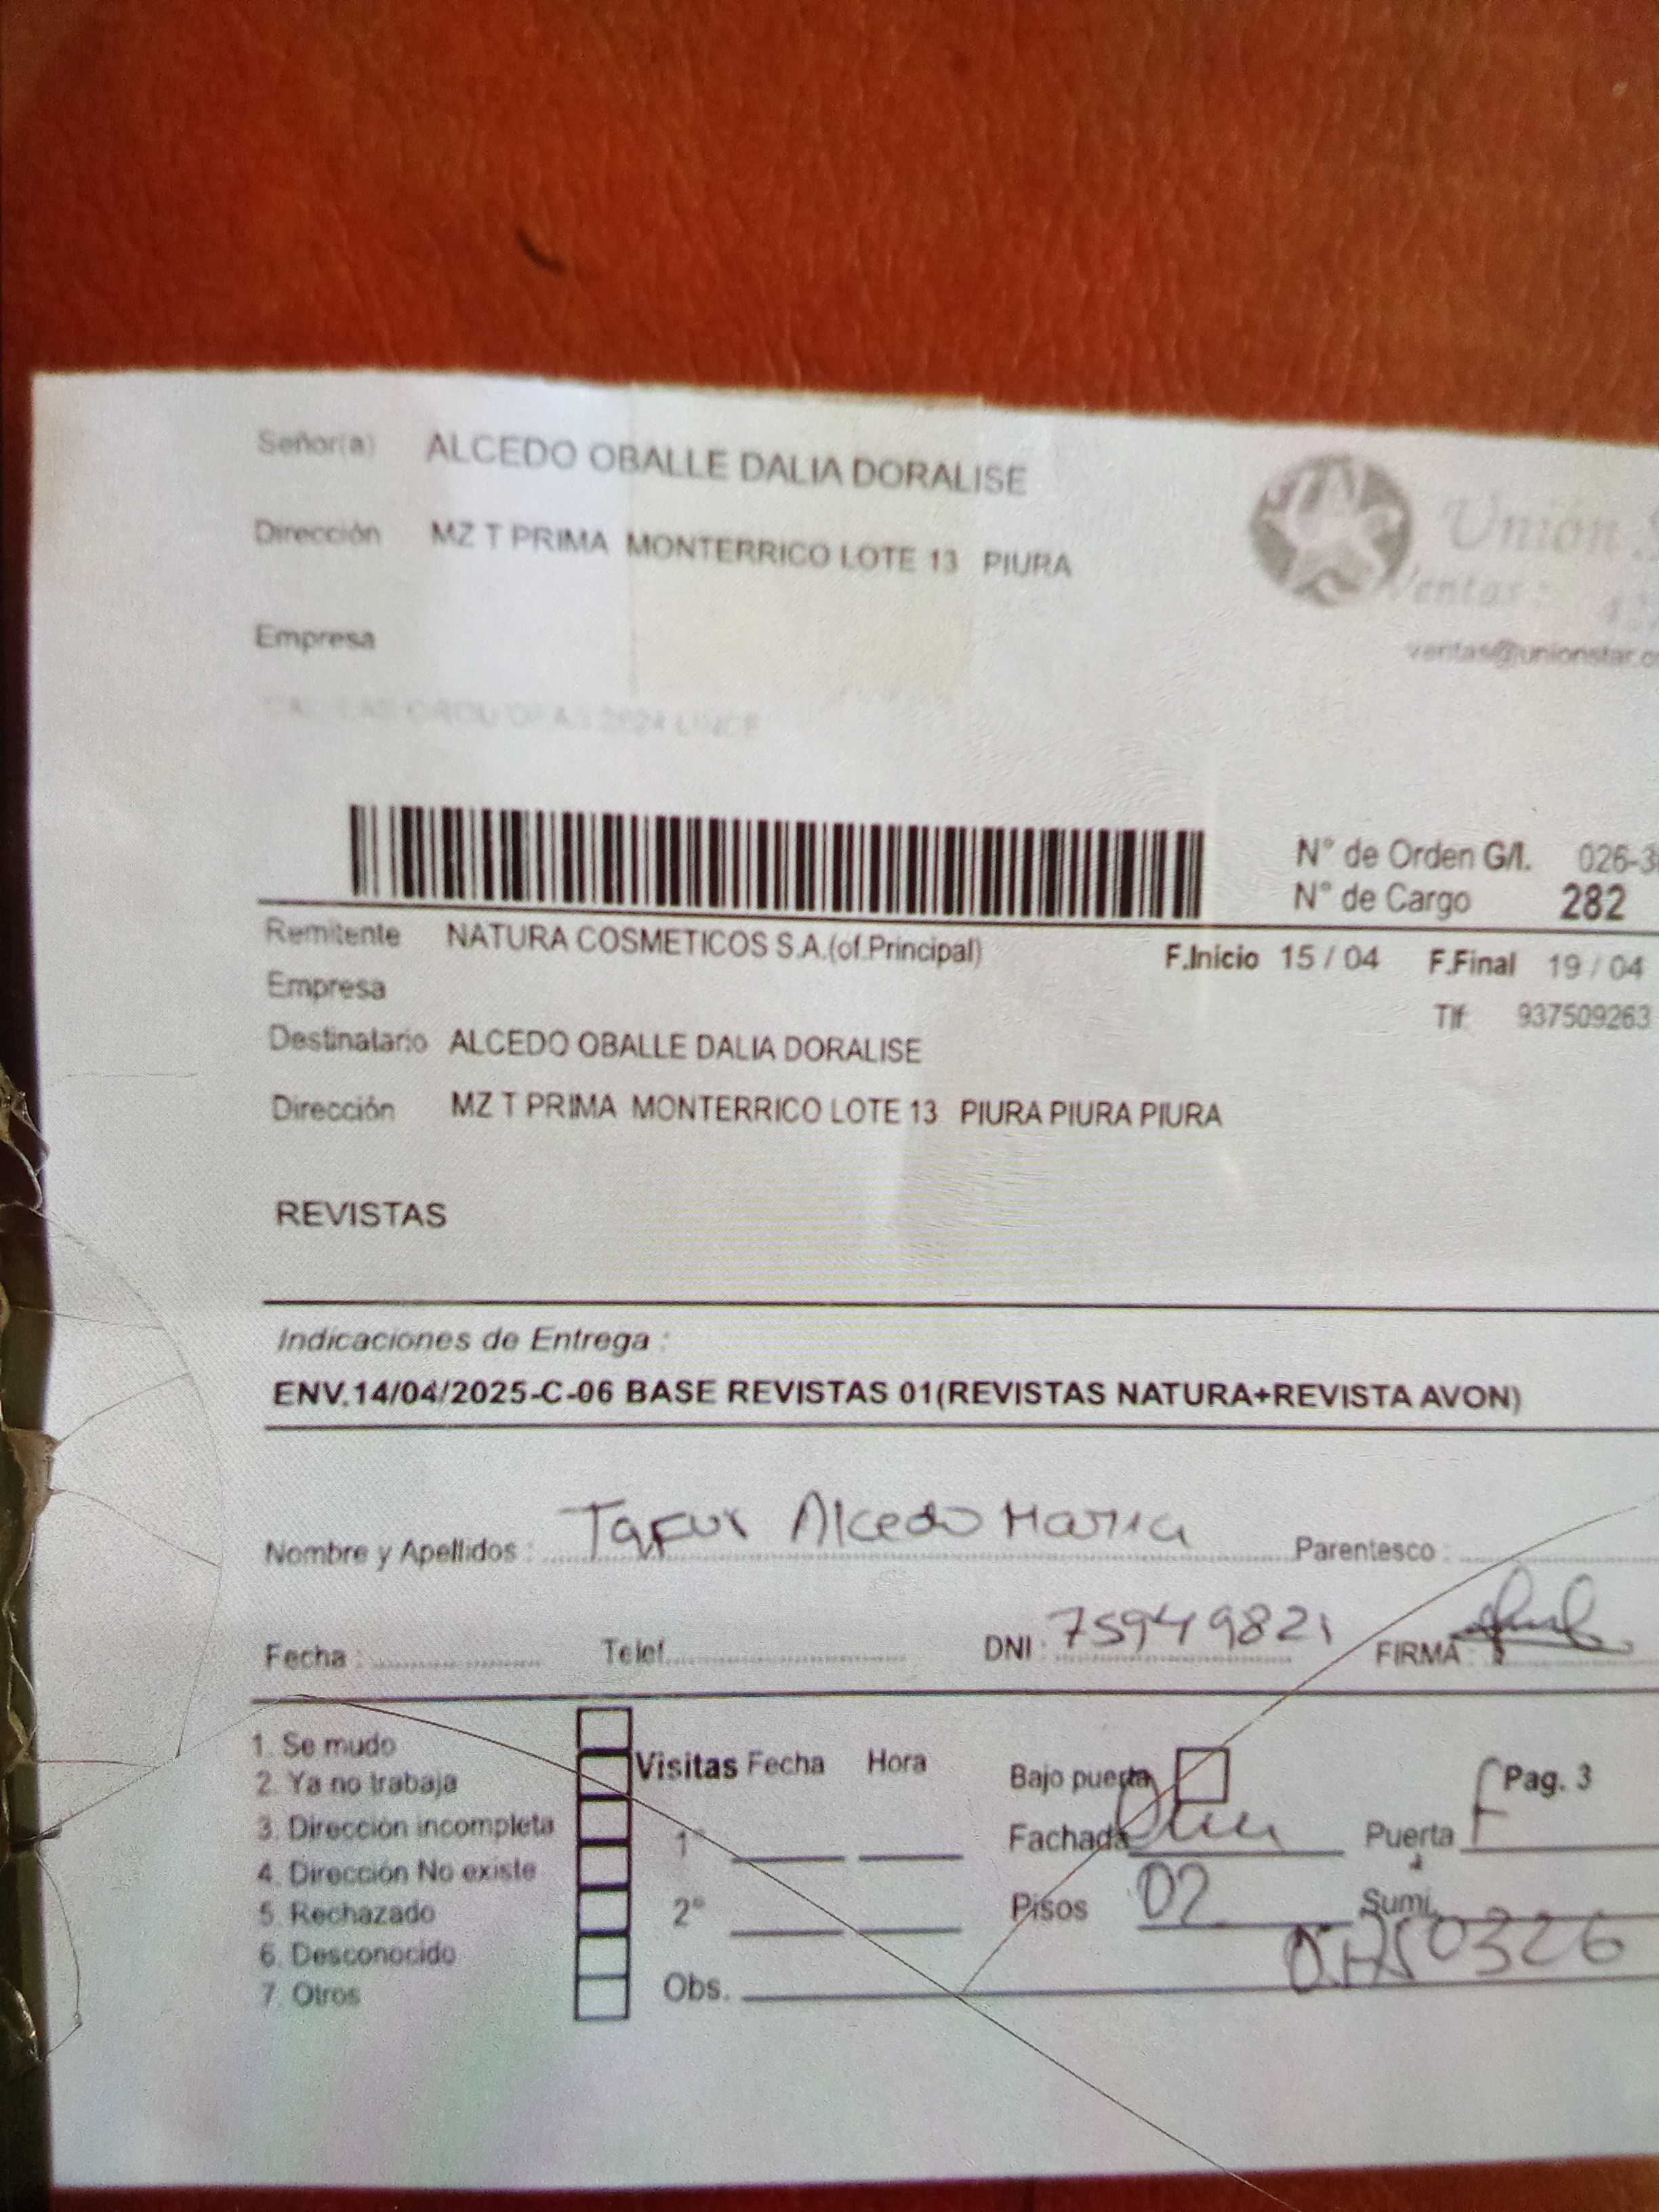 Señor(a) ALCEDO OBALLE DALIA DORALISE
Dirección MZ T PRIMA MONTERRICO LOTE 13 PIURA
Unión
Ventas:
Empresa
ventas@unionstar.
N° de Orden G/I. 026-3
N° de Cargo 282
Remitente NATURA COSMETICOS S.A.(of.Principal) F.Inicio 15 / 04 F.Final 19 / 04
Empresa Tlf 937509263
Destinatario ALCEDO OBALLE DALIA DORALISE
Dirección MZ T PRIMA MONTERRICO LOTE 13 PIURA PIURA PIURA
REVISTAS
Indicaciones de Entrega :
ENV.14/04/2025-C-06 BASE REVISTAS 01(REVISTAS NATURA+REVISTA AVON)
Nombre y Apellidos : Tafur Alcedo Maria Parentesco :
Fecha : Telef. DNI : 75949821 FIRMA :
1. Se mudo
2. Ya no trabaja
3. Dirección incompleta
4. Dirección No existe
5. Rechazado
6. Desconocido
7. Otros
Visitas Fecha Hora
1°
2°
Obs.
Bajo puerta Pag. 3
Fachada Puerta F
Pisos 02 Sumi.